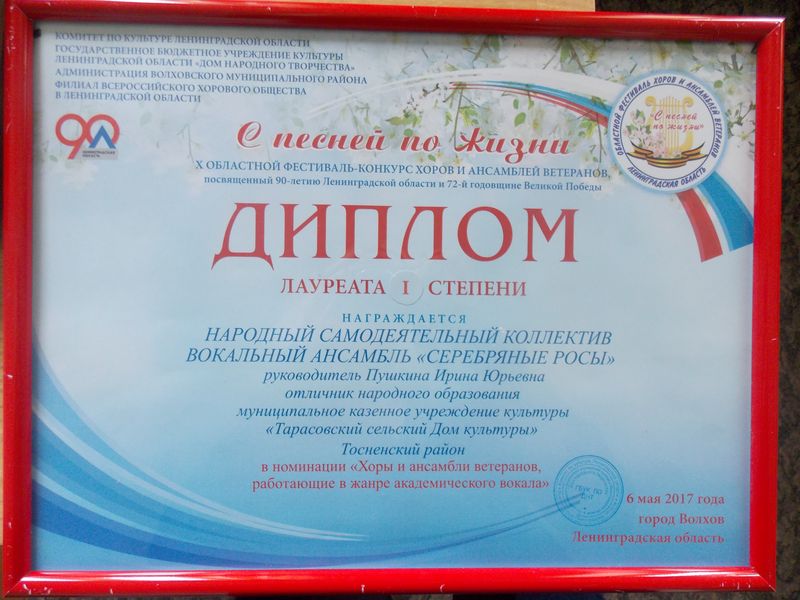 КОМИТЕТ ПО КУЛЬТУРЕ ЛЕНИНГРАДСКОЙ ОБЛАСТИ
ГОСУДАРСТВЕННОЕ БЮДЖЕТНОЕ УЧРЕЖДЕНИЕ КУЛЬТУРЫ
ЛЕНИНГРАДСКОЙ ОБЛАСТИ «ДОМ НАРОДНОГО ТВОРЧЕСТВА»
АДМИНИСТРАЦИЯ ВОЛХОВСКОГО МУНИЦИПАЛЬНОГО РАЙОНА
ФИЛИАЛ ВСЕРОССИЙСКОГО ХОРОВОГО ОБЩЕСТВА
В ЛЕНИНГРАДСКОЙ ОБЛАСТИ
90
ЛЕНИНГРАДСКАЯ
ОБЛАСТЬ
ОБЛАСТНОЙ ФЕСТИВАЛЬ ХОРОВ И АНСАМБЛЕЙ ВЕТЕРАНОВ
"С песней
по жизни"
ЛЕНИНГРАДСКАЯ ОБЛАСТЬ
С песней по жизни
X ОБЛАСТНОЙ ФЕСТИВАЛЬ-КОНКУРС ХОРОВ И АНСАМБЛЕЙ ВЕТЕРАНОВ,
посвященный 90-летию Ленинградской области и 72-й годовщине Великой Победы
ДИПЛОМ
ЛАУРЕАТА I СТЕПЕНИ
НАГРАЖДАЕТСЯ
НАРОДНЫЙ САМОДЕЯТЕЛЬНЫЙ КОЛЛЕКТИВ
ВОКАЛЬНЫЙ АНСАМБЛЬ «СЕРЕБРЯНЫЕ РОСЫ»
руководитель Пушкина Ирина Юрьевна
отличник народного образования
муниципальное казенное учреждение культуры
«Тарасовский сельский Дом культуры»
Тосненский район
в номинации «Хоры и ансамбли ветеранов,
работающие в жанре академического вокала»
ГБУК ЛО
ДНТ
6 мая 2017 года
город Волхов
Ленинградская область